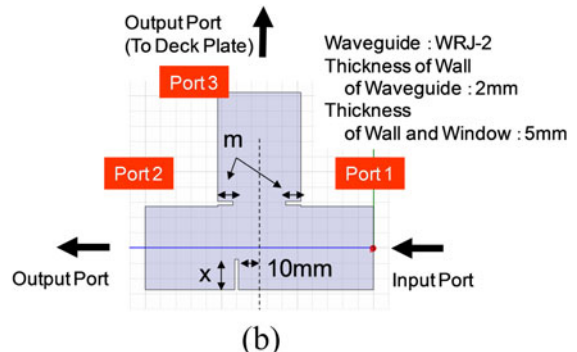 Output Port
(To Deck Plate)
Waveguide : WRJ-2
Thickness of Wall
of Waveguide : 2mm
Thickness
of Wall and Window : 5mm
Port 3
m
Port 2
Port 1
Output Port
x
10mm
Input Port
(b)